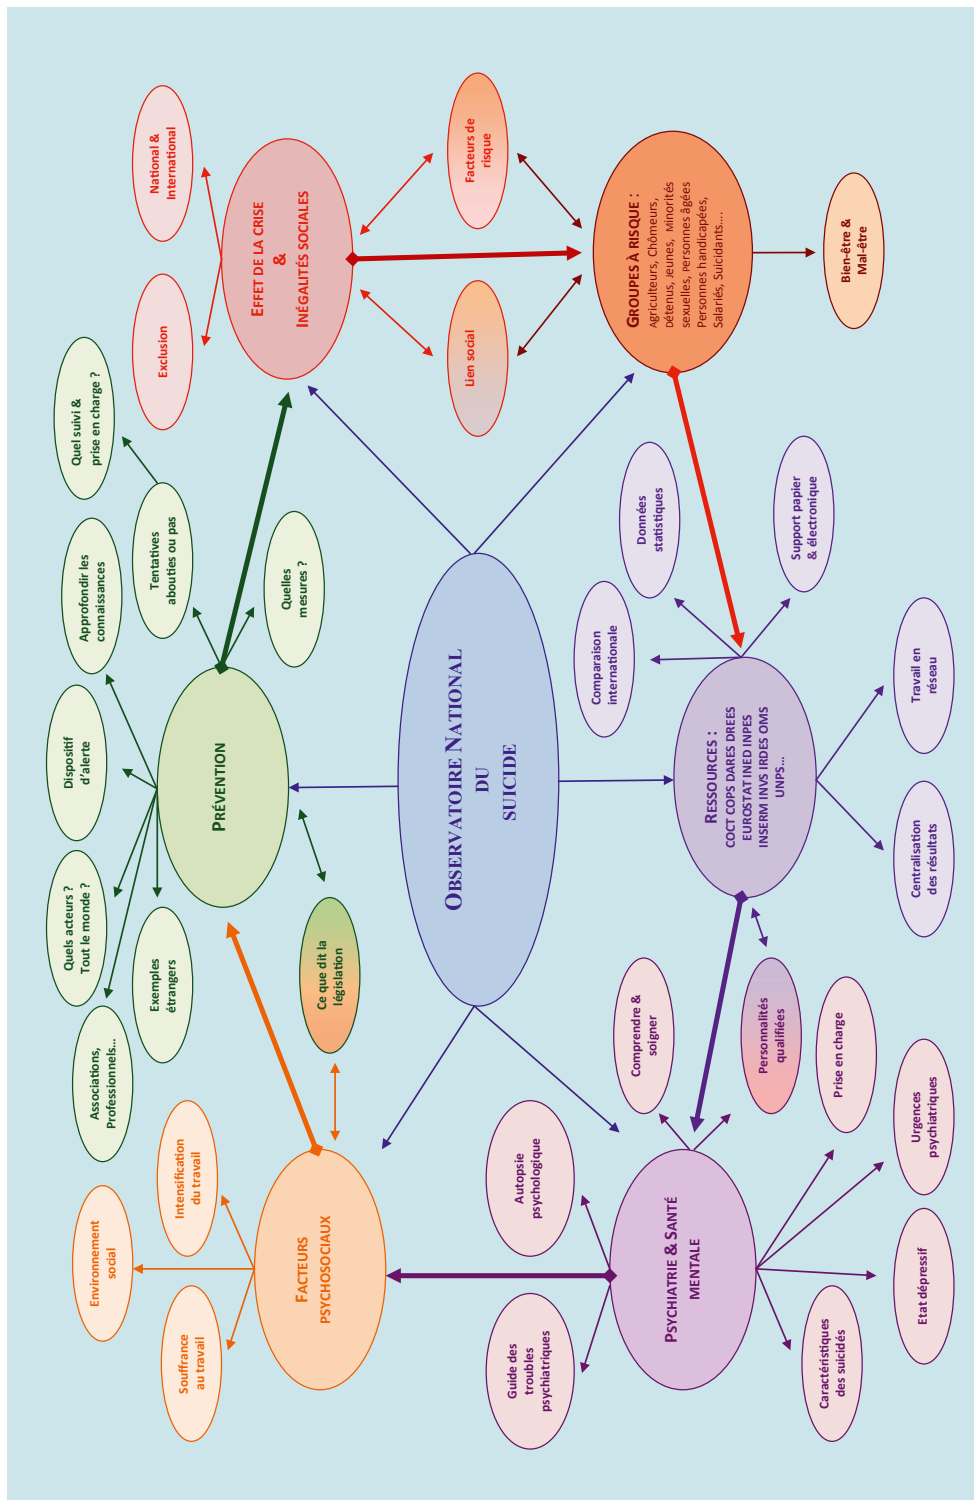 Souffrance
au travail
Environnement
social
Intensification
du travail
Associations,
Professionnels...
Exemples
étrangers
Quels acteurs ?
Tout le monde ?
Dispositif
d'alerte
Approfondir les
connaissances
Tentatives
abouties ou pas
Quel suivi &
prise en charge ?
Quelles
mesures ?
Exclusion
National &
International
FACTEURS
PSYCHOSOCIAUX
Ce que dit la
législation
PRÉVENTION
EFFET DE LA CRISE
&
INÉGALITÉS SOCIALES
OBSERVATOIRE NATIONAL
DU
SUICIDE
Lien social
Facteurs de
risque
Guide des
troubles
psychiatriques
Autopsie
psychologique
Comprendre &
soigner
Comparaison
internationale
Données
statistiques
GROUPES À RISQUE :
Agriculteurs, Chômeurs,
Détenus, Jeunes, Minorités
sexuelles, Personnes âgées
Personnes handicapées,
Salariés, Suicidants....
PSYCHIATRIE & SANTÉ
MENTALE
Personnalités
qualifiées
RESSOURCES :
COCT COPS DARES DREES
EUROSTAT INED INPES
INSERM INVS IRDES OMS
UNPS...
Support papier
& électronique
Bien-être &
Mal-être
Caractéristiques
des suicidés
Prise en charge
Etat dépressif
Urgences
psychiatriques
Centralisation
des résultats
Travail en
réseau